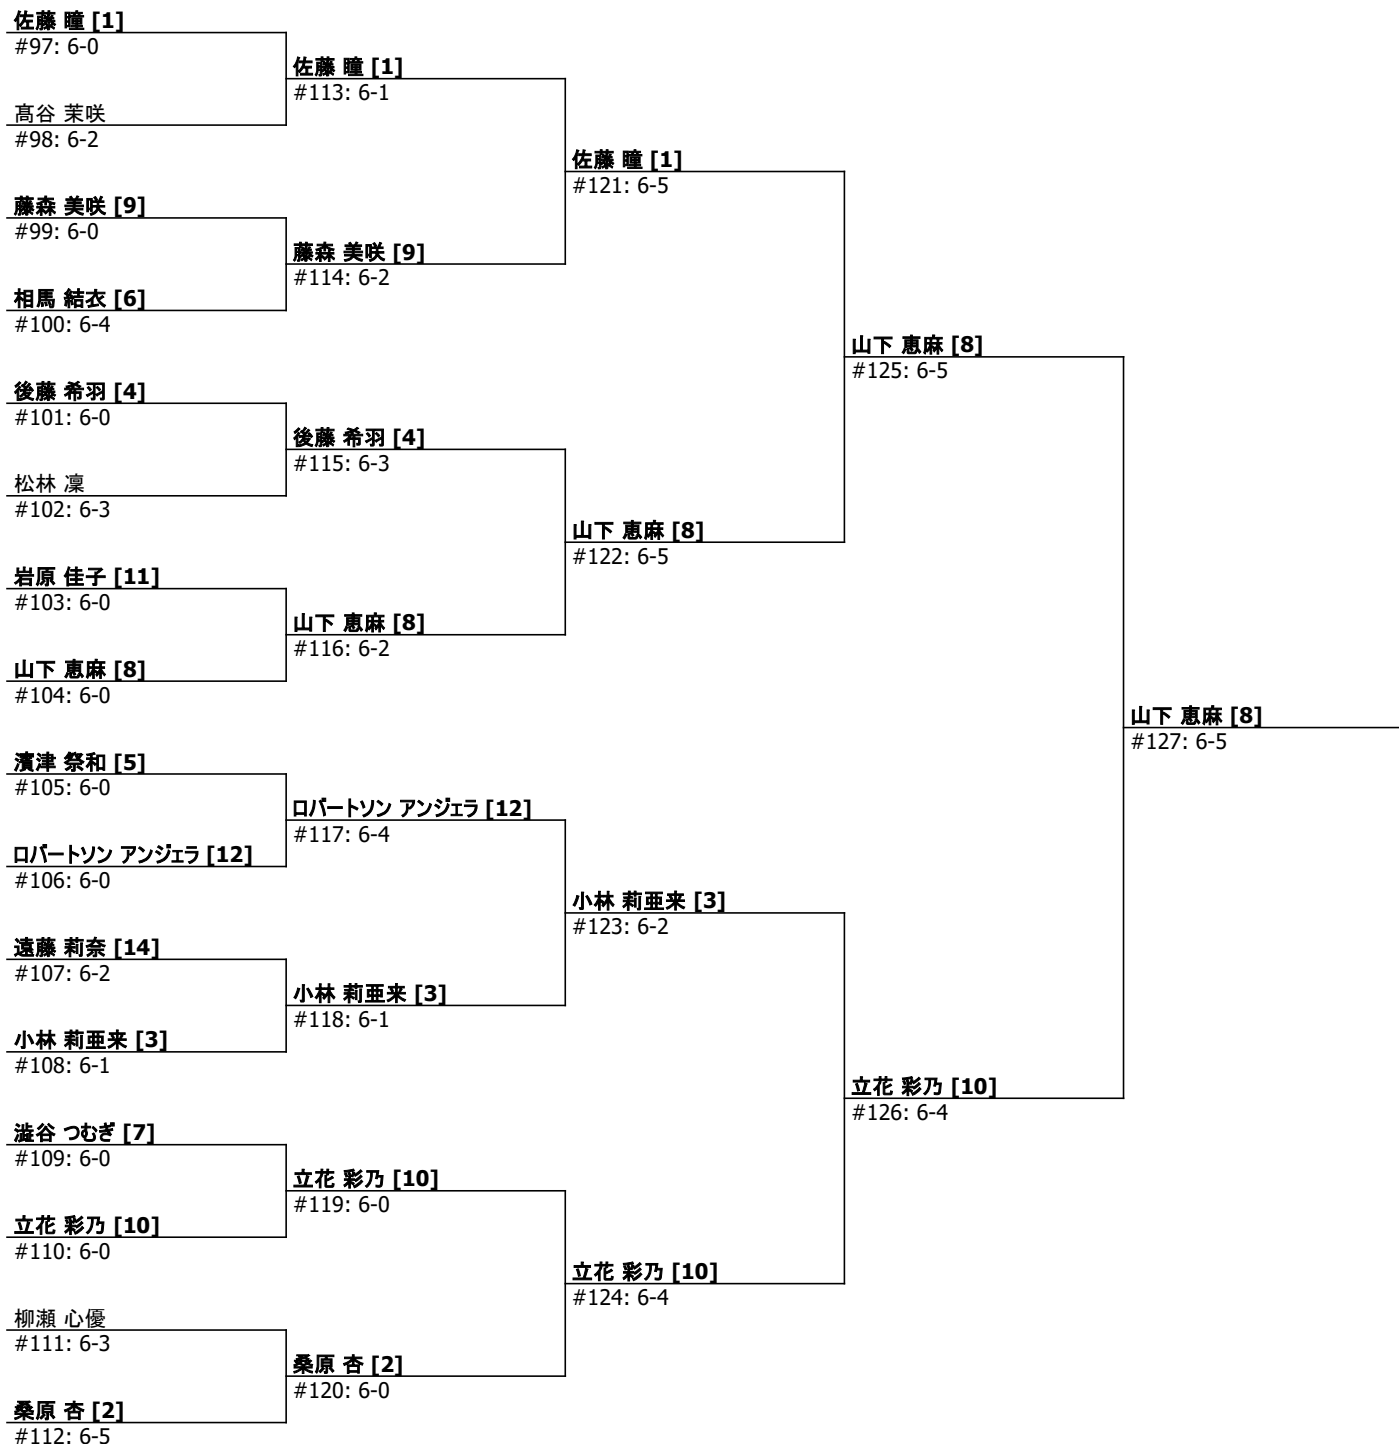 佐藤 瞳 [1]
#97: 6-0
髙谷 茉咲
#98: 6-2
藤森 美咲 [9]
#99: 6-0
相馬 結衣 [6]
#100: 6-4
後藤 希羽 [4]
#101: 6-0
松林 凜
#102: 6-3
岩原 佳子 [11]
#103: 6-0
山下 恵麻 [8]
#104: 6-0
濱津 祭和 [5]
#105: 6-0
ロバートソン アンジェラ [12]
#106: 6-0
遠藤 莉奈 [14]
#107: 6-2
小林 莉亜来 [3]
#108: 6-1
澁谷 つむぎ [7]
#109: 6-0
立花 彩乃 [10]
#110: 6-0
柳瀬 心優
#111: 6-3
桑原 杏 [2]
#112: 6-5
佐藤 瞳 [1]
#113: 6-1
藤森 美咲 [9]
#114: 6-2
後藤 希羽 [4]
#115: 6-3
山下 恵麻 [8]
#116: 6-2
ロバートソン アンジェラ [12]
#117: 6-4
小林 莉亜来 [3]
#118: 6-1
立花 彩乃 [10]
#119: 6-0
桑原 杏 [2]
#120: 6-0
佐藤 瞳 [1]
#121: 6-5
山下 恵麻 [8]
#122: 6-5
小林 莉亜来 [3]
#123: 6-2
立花 彩乃 [10]
#124: 6-4
山下 恵麻 [8]
#125: 6-5
立花 彩乃 [10]
#126: 6-4
山下 恵麻 [8]
#127: 6-5